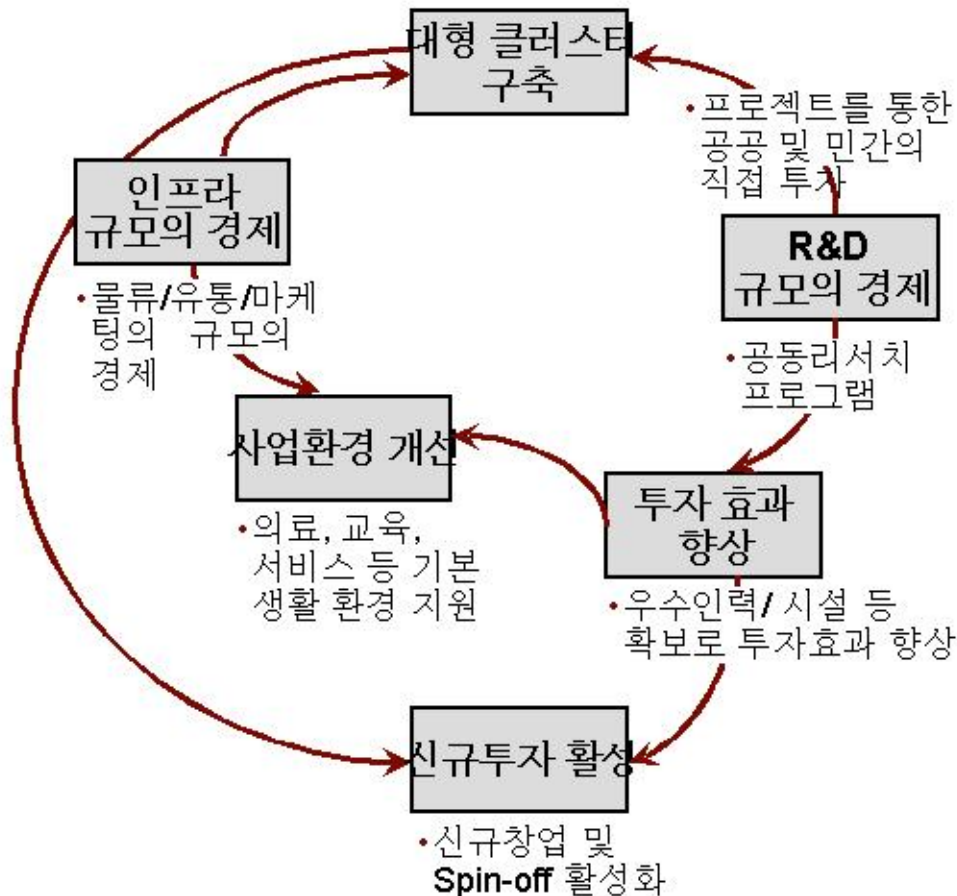 대형 클러스터
구축
• 프로젝트를 통한
공공 및 민간의
직접 투자
인프라
규모의 경제
R&D
규모의 경제
• 물류/유통/마케
팅의 규모의
경제
• 공동리서치
프로그램
사업환경 개선
투자 효과
향상
• 의료, 교육,
서비스 등 기본
생활 환경 지원
• 우수인력/ 시설 등
확보로 투자효과 향상
신규투자 활성
• 신규창업 및
Spin-off 활성화